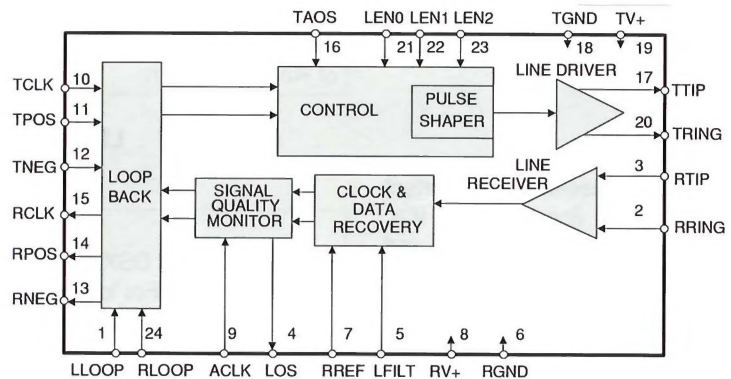 TAOS LEN0 LEN1 LEN2 TGND TV+
16 21 22 23 18 19
LINE DRIVER
TCLK 10
TPOS 11
TNEG 12
RCLK 15
RPOS 14
RNEG 13
LOOP
BACK
CONTROL
PULSE
SHAPER
17 TTIP
20 TRING
LINE
RECEIVER
3 RTIP
2 RRING
SIGNAL
QUALITY
MONITOR
CLOCK &
DATA
RECOVERY
1 24 9 4 7 5 8 6
LLOOP RLOOP ACLK LOS RREF LFILT RV+ RGND